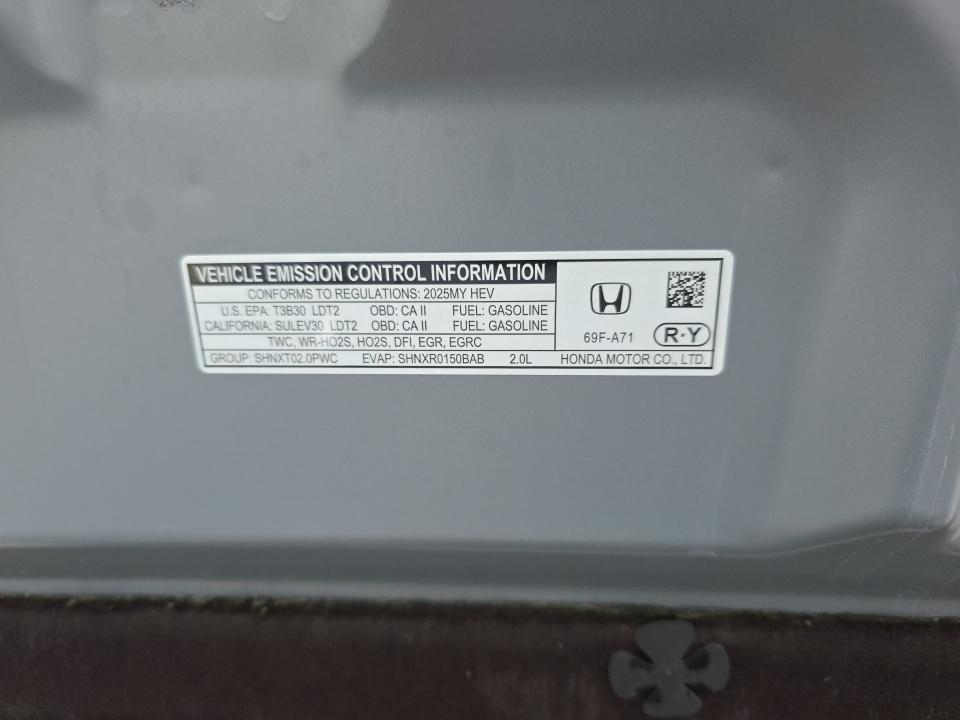 VEHICLE EMISSION CONTROL INFORMATION
CONFORMS TO REGULATIONS: 2025MY HEV
U.S. EPA: T3B30 LDT2 OBD: CA II FUEL: GASOLINE
CALIFORNIA: SULEV30 LDT2 OBD: CA II FUEL: GASOLINE
TWC, WR-HO2S, HO2S, DFI, EGR, EGRC
GROUP: SHNXT02.0PWC EVAP: SHNXR0150BAB 2.0L
69F-A71 R·Y
HONDA MOTOR CO., LTD.